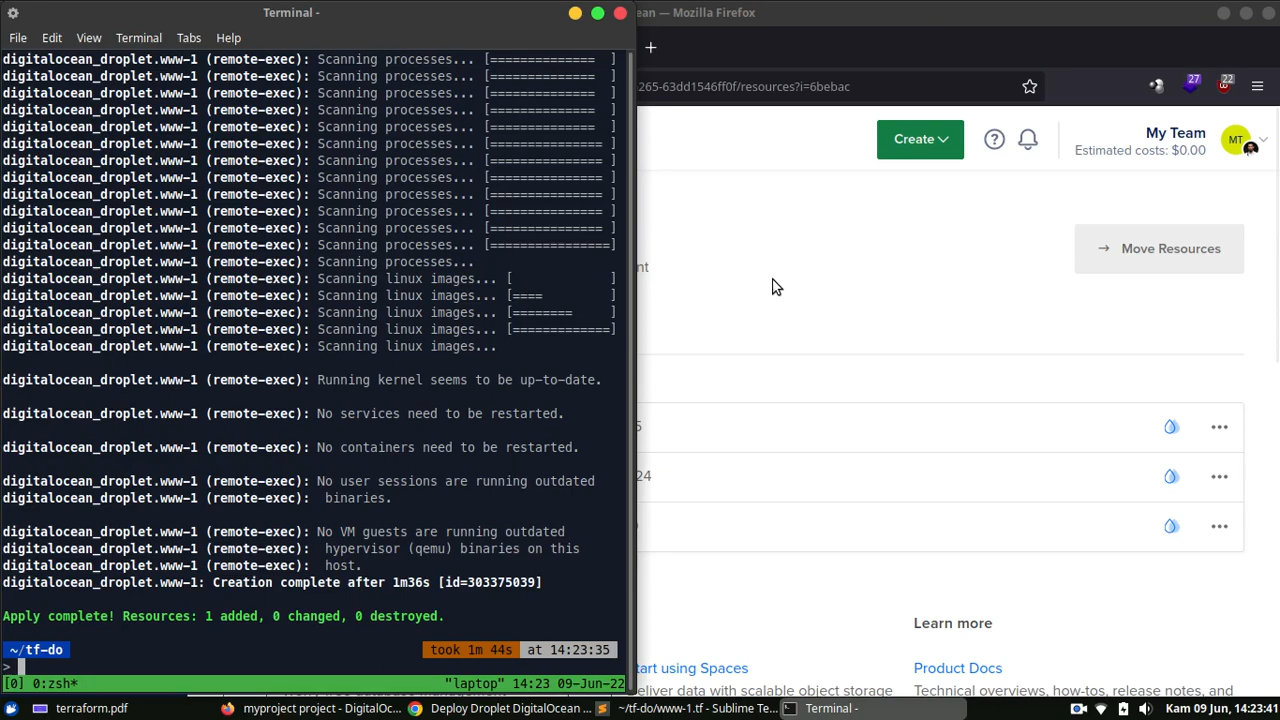 Terminal -
ean — Mozilla Firefox
File Edit View Terminal Tabs Help
+
265-63dd1546ff0f/resources?i=6bebac
27
22
Create
My Team
Estimated costs: $0.00
MT
nt
→ Move Resources
digitalocean_droplet.www-1 (remote-exec): Scanning processes... [============== ]
digitalocean_droplet.www-1 (remote-exec): Scanning processes... [============== ]
digitalocean_droplet.www-1 (remote-exec): Scanning processes... [============== ]
digitalocean_droplet.www-1 (remote-exec): Scanning processes... [============== ]
digitalocean_droplet.www-1 (remote-exec): Scanning processes... [============== ]
digitalocean_droplet.www-1 (remote-exec): Scanning processes... [=============== ]
digitalocean_droplet.www-1 (remote-exec): Scanning processes... [=============== ]
digitalocean_droplet.www-1 (remote-exec): Scanning processes... [=============== ]
digitalocean_droplet.www-1 (remote-exec): Scanning processes... [=============== ]
digitalocean_droplet.www-1 (remote-exec): Scanning processes... [=============== ]
digitalocean_droplet.www-1 (remote-exec): Scanning processes... [=============== ]
digitalocean_droplet.www-1 (remote-exec): Scanning processes... [================]
digitalocean_droplet.www-1 (remote-exec): Scanning processes...
digitalocean_droplet.www-1 (remote-exec): Scanning linux images... [ ]
digitalocean_droplet.www-1 (remote-exec): Scanning linux images... [==== ]
digitalocean_droplet.www-1 (remote-exec): Scanning linux images... [======== ]
digitalocean_droplet.www-1 (remote-exec): Scanning linux images... [=============]
digitalocean_droplet.www-1 (remote-exec): Scanning linux images...
digitalocean_droplet.www-1 (remote-exec): Running kernel seems to be up-to-date.
digitalocean_droplet.www-1 (remote-exec): No services need to be restarted.
digitalocean_droplet.www-1 (remote-exec): No containers need to be restarted.
digitalocean_droplet.www-1 (remote-exec): No user sessions are running outdated
digitalocean_droplet.www-1 (remote-exec): binaries.
digitalocean_droplet.www-1 (remote-exec): No VM guests are running outdated
digitalocean_droplet.www-1 (remote-exec): hypervisor (qemu) binaries on this
digitalocean_droplet.www-1 (remote-exec): host.
digitalocean_droplet.www-1: Creation complete after 1m36s [id=303375039]
Apply complete! Resources: 1 added, 0 changed, 0 destroyed.
~/tf-do took 1m 44s at 14:23:35
>
[0] 0:zsh* "laptop" 14:23 09-Jun-22
24
Learn more
tart using Spaces
Product Docs
eliver data with scalable object storage
Technical overviews, how-tos, release notes, and
terraform.pdf
myproject project - DigitalOc...
Deploy Droplet DigitalOcean ...
~/tf-do/www-1.tf - Sublime Te...
Terminal -
Kam 09 Jun, 14:23:41